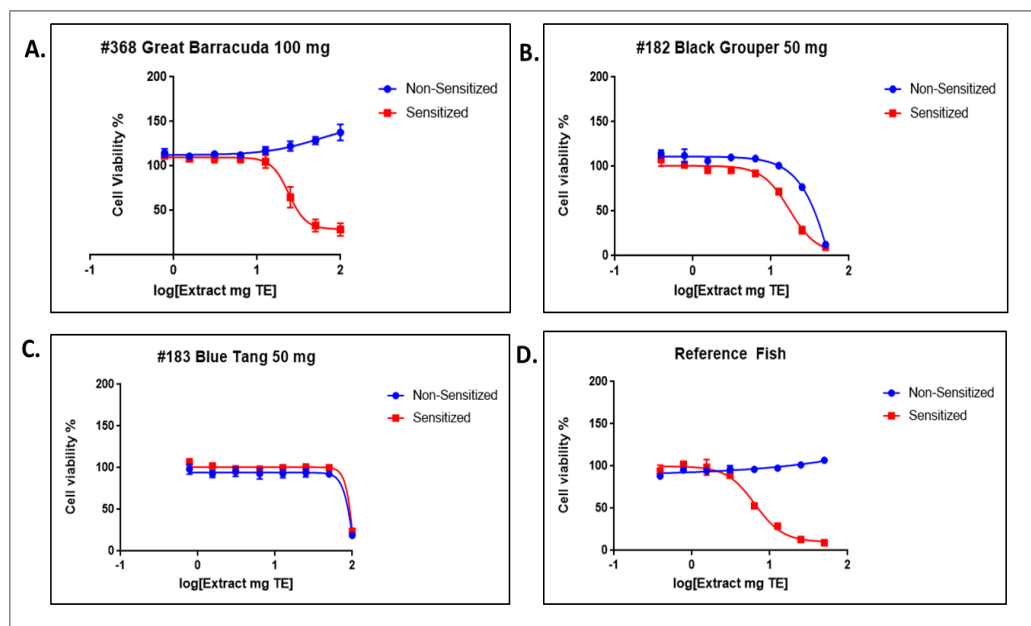 A.
#368 Great Barracuda 100 mg
Non-Sensitized
Sensitized
Cell Viability %
200
150
100
50
-1
0
1
2
log[Extract mg TE]
B.
#182 Black Grouper 50 mg
Non-Sensitized
Sensitized
Cell viability %
200
150
100
50
0
-1
0
1
2
log[Extract mg TE]
C.
#183 Blue Tang 50 mg
Non-Sensitized
Sensitized
Cell viability %
200
150
100
50
0
-1
0
1
2
log[Extract mg TE]
D.
Reference Fish
Non-Sensitized
Sensitized
Cell viability %
200
150
100
50
0
-1
0
1
2
log[Extract mg TE]